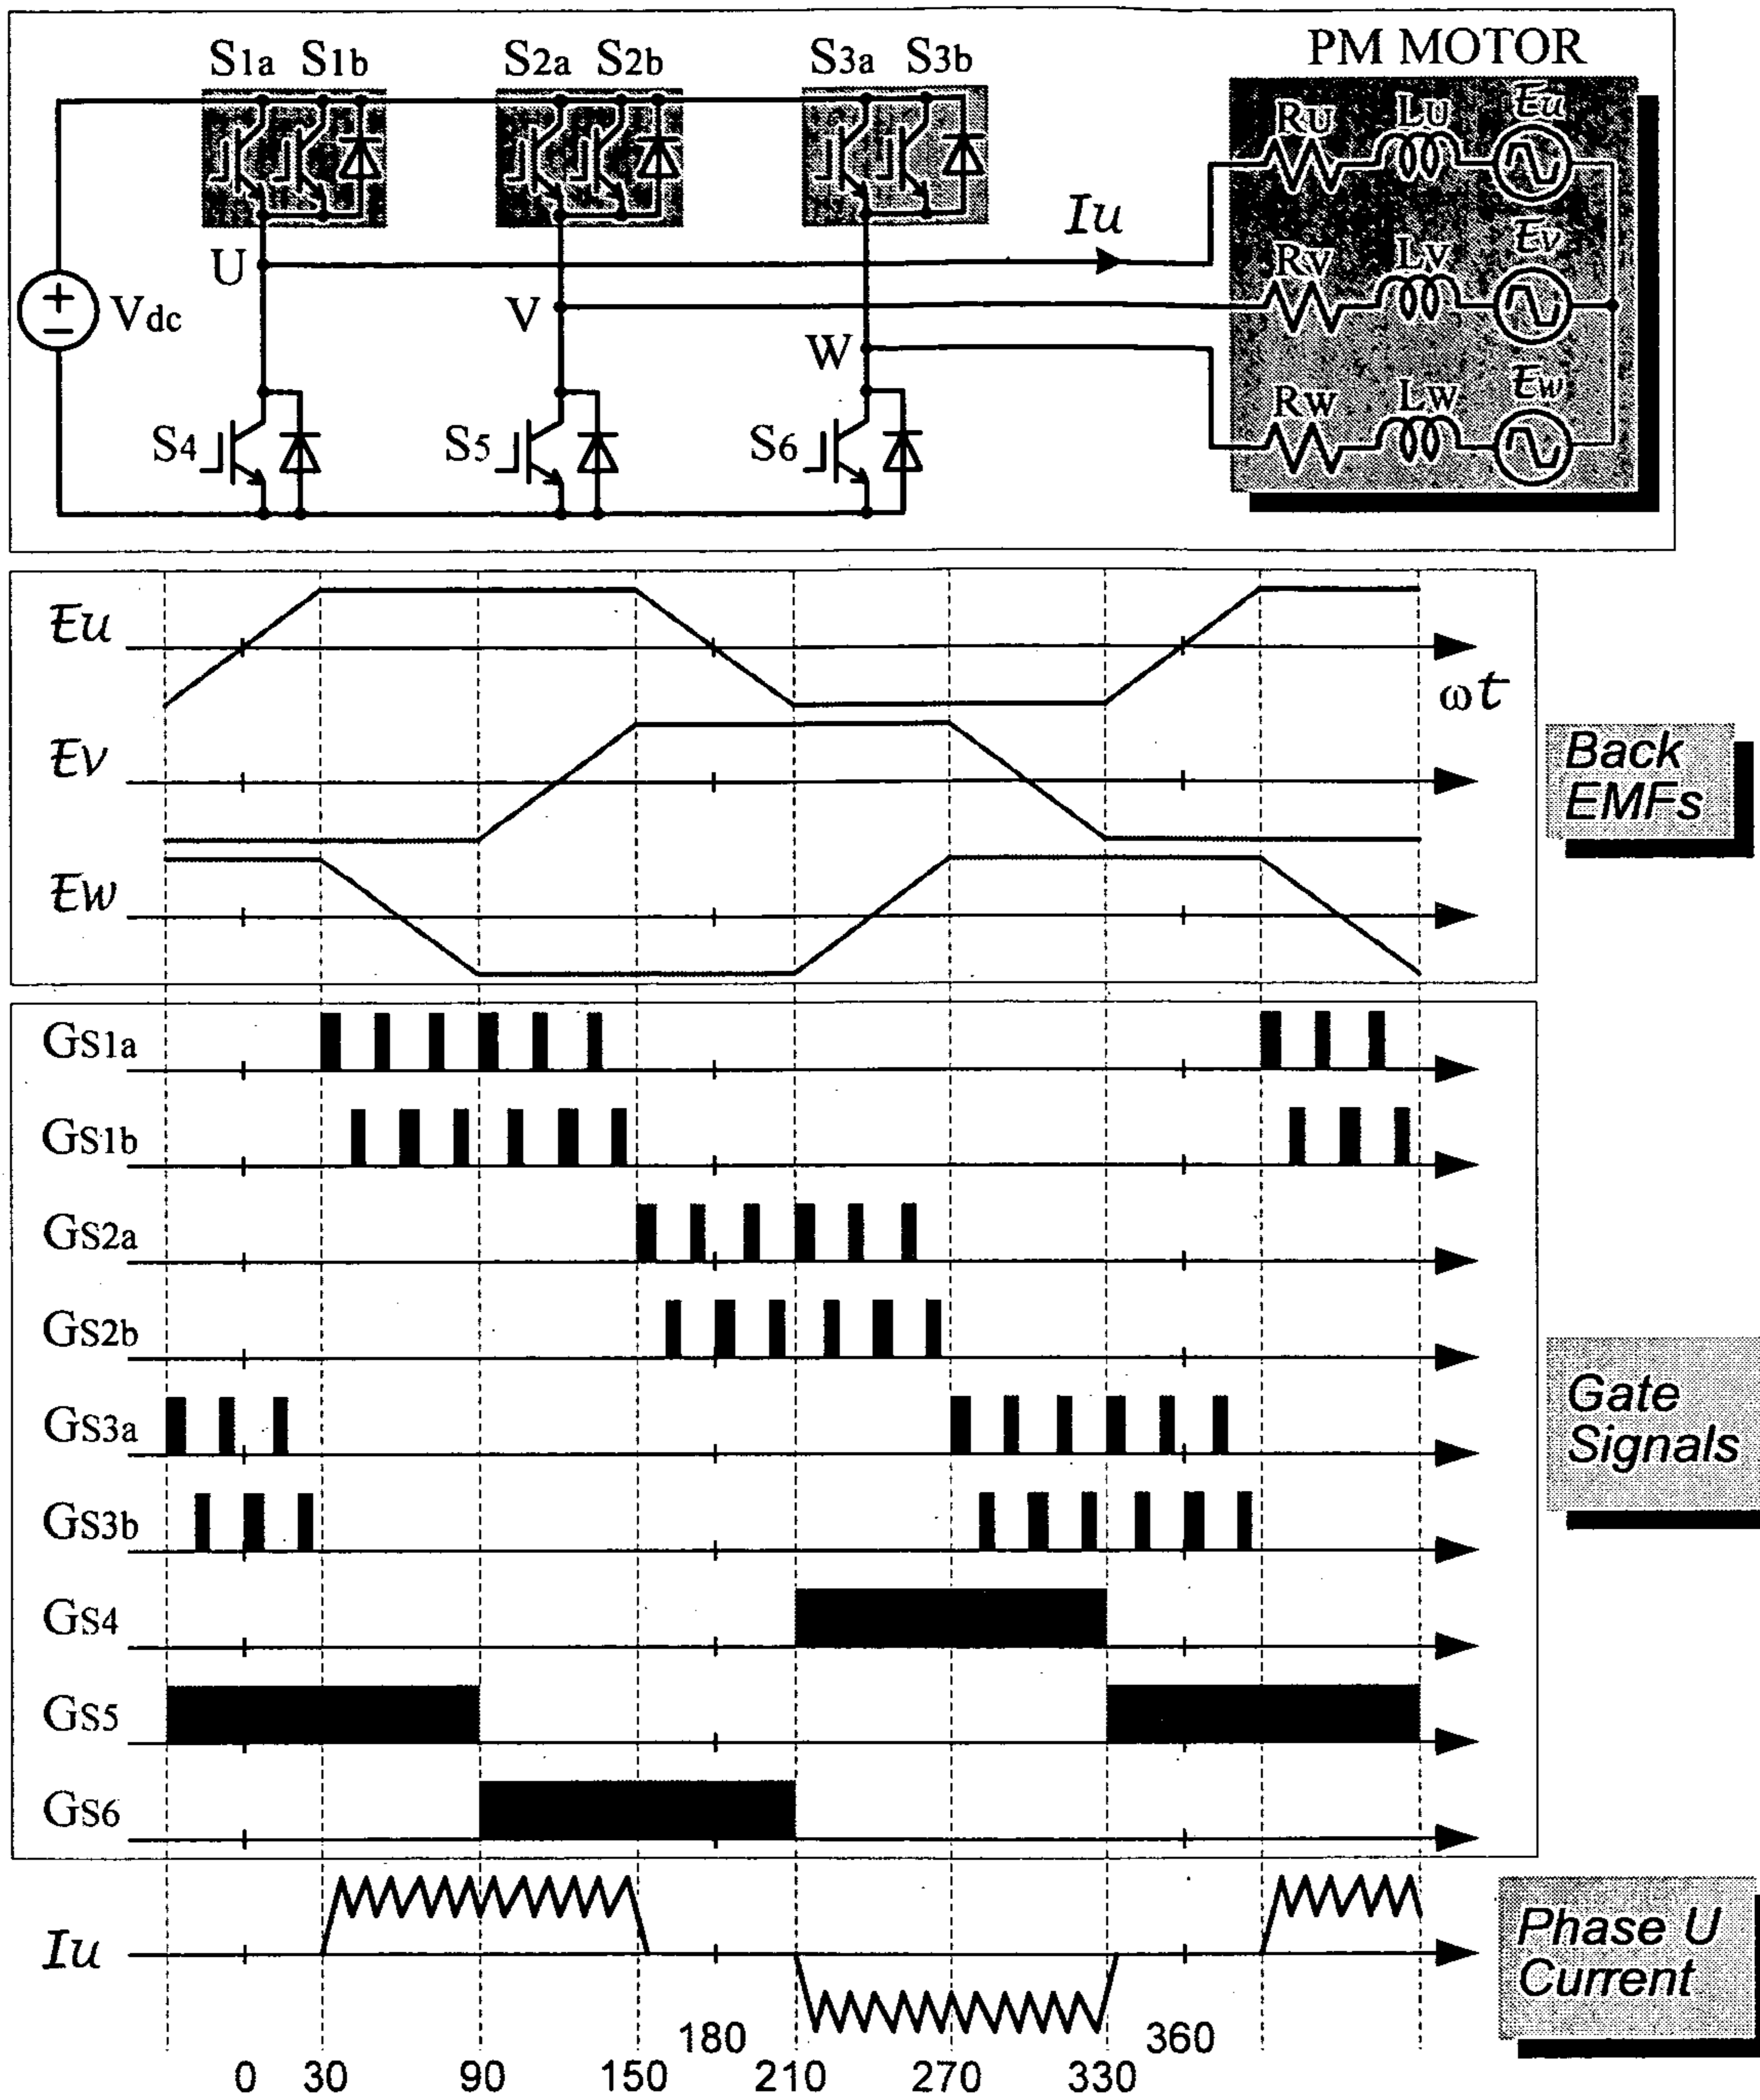 S1a S1b
S2a S2b
S3a S3b
PM MOTOR
RU LU Eu
Iu
U
RV LV Ev
Vdc
V
W
RW LW Ew
S4
S5
S6
Eu
ωt
Ev
Back
EMFs
Ew
GS1a
GS1b
GS2a
GS2b
GS3a
Gate
Signals
GS3b
GS4
GS5
GS6
Iu
Phase U
Current
180
360
0 30 90 150 210 270 330